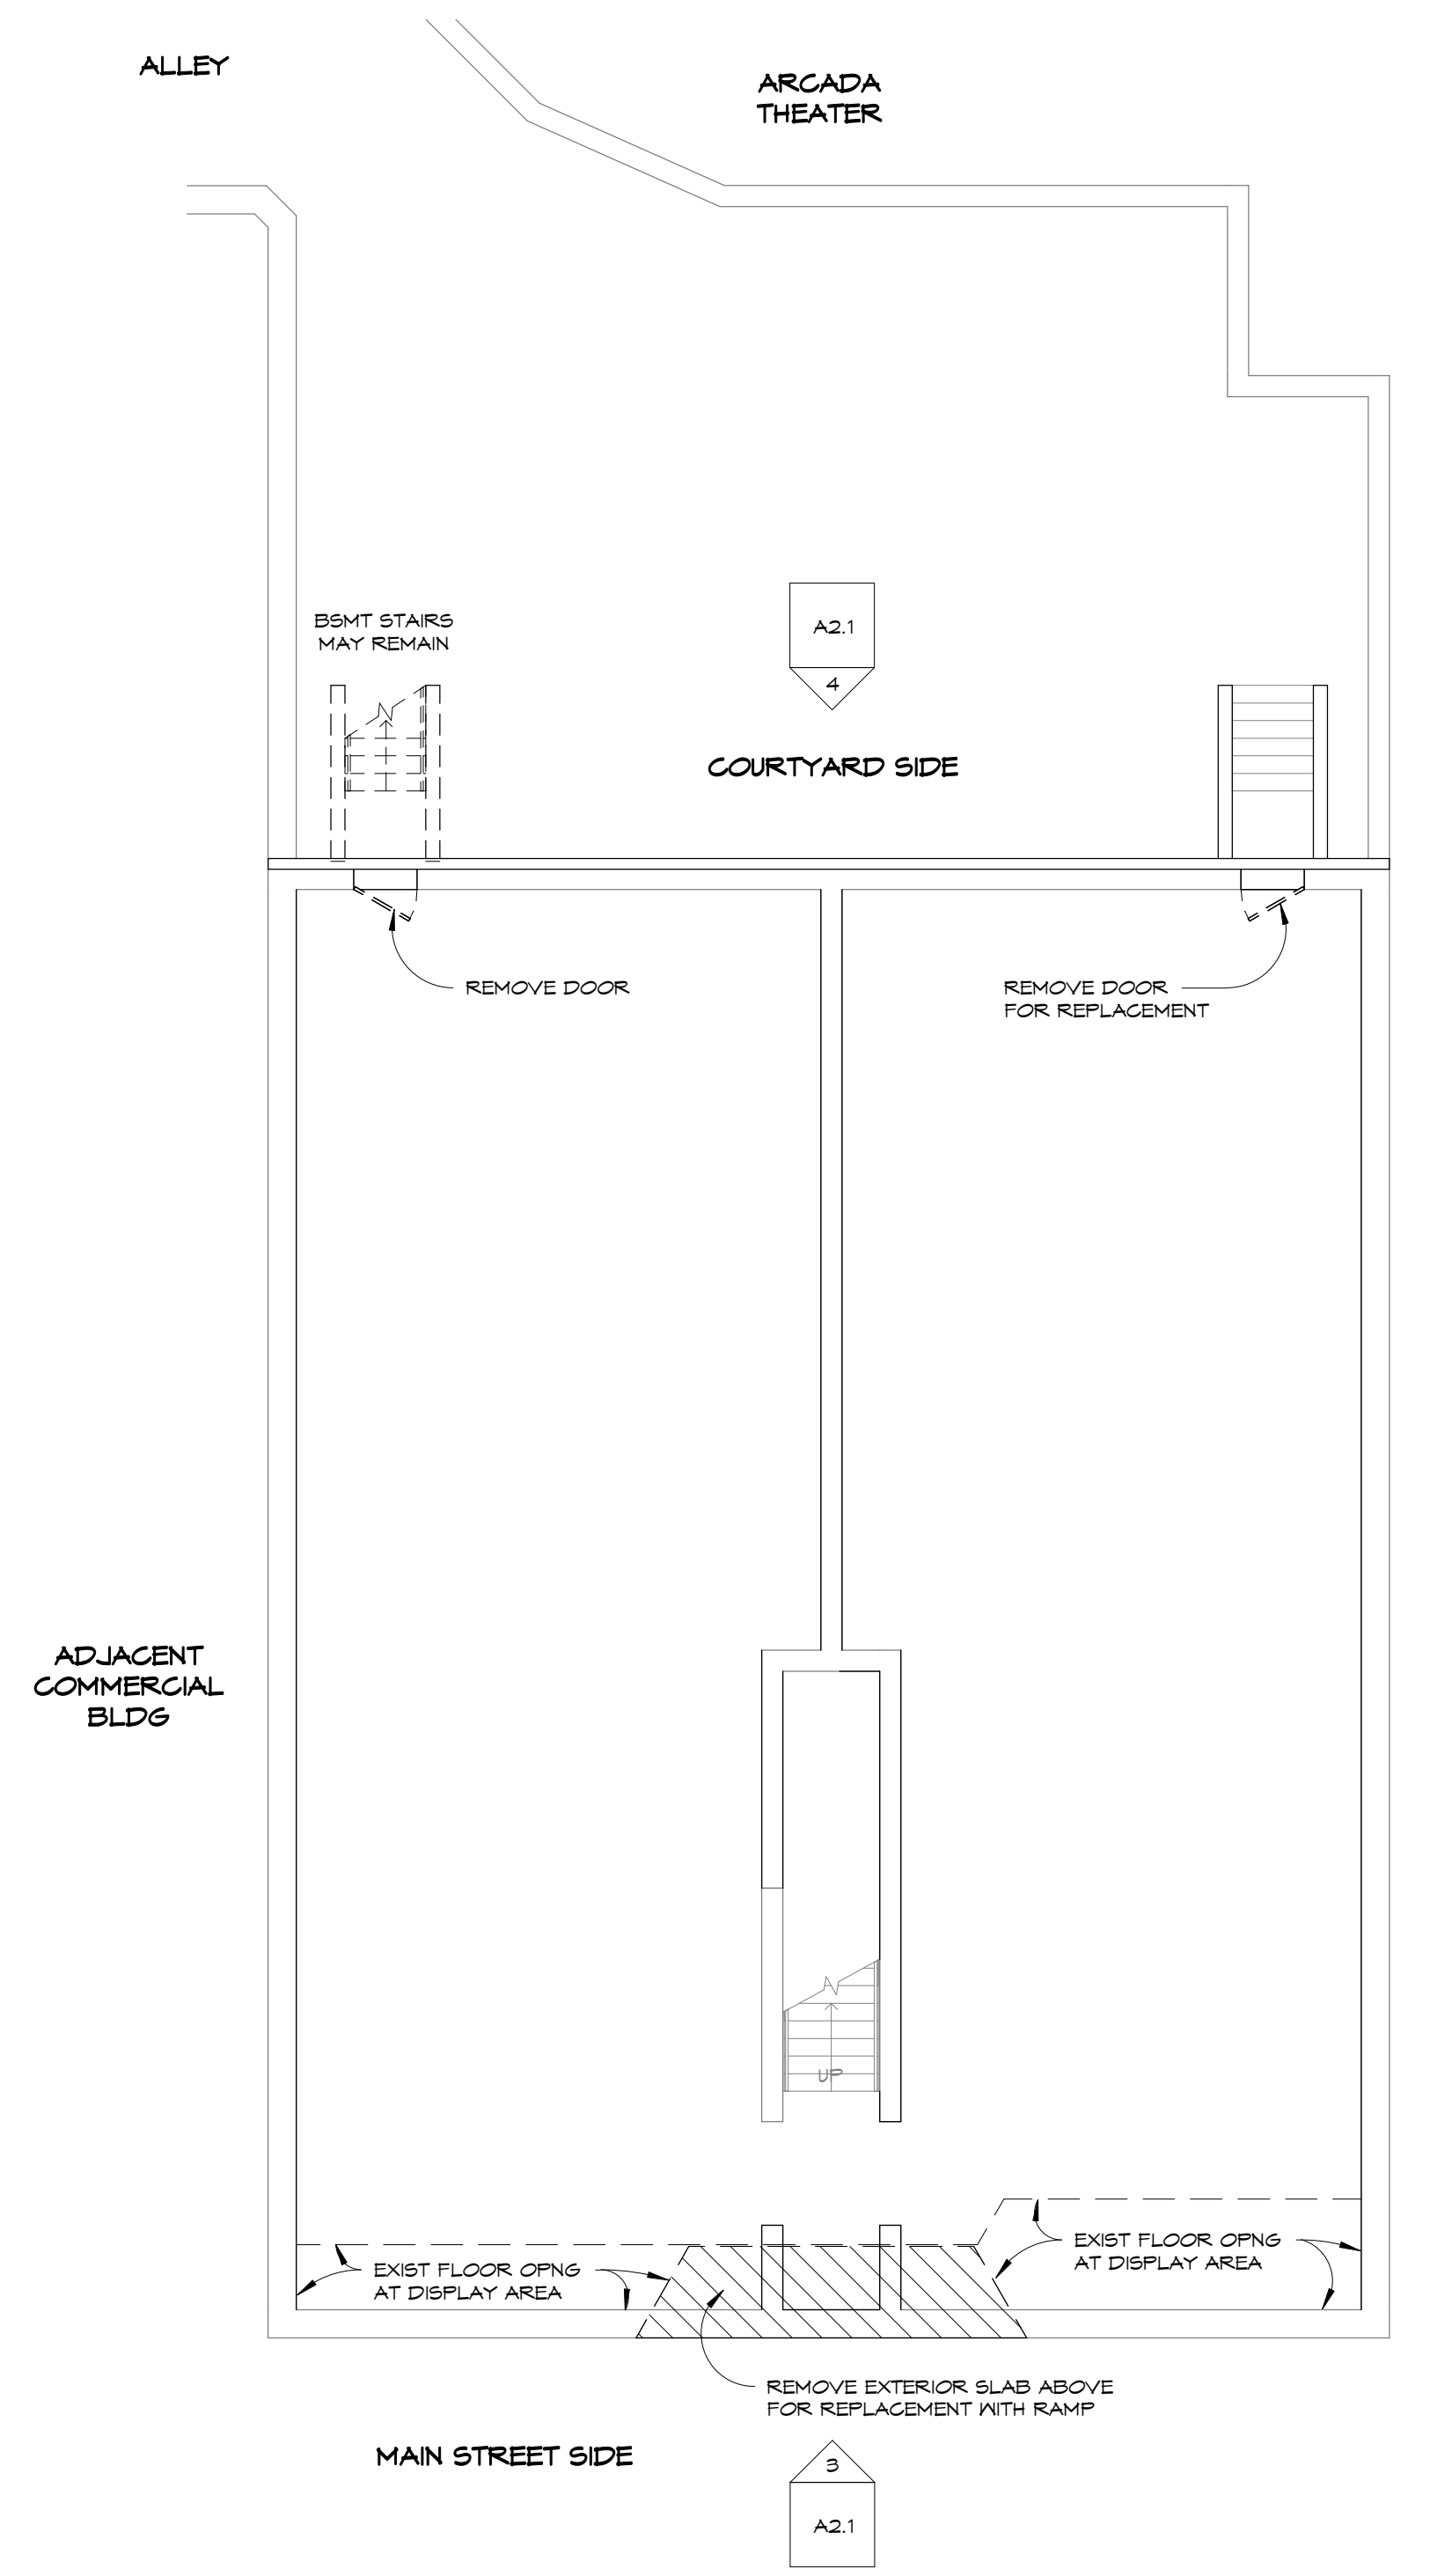 ALLEY
ARCADA
THEATER
BSMT STAIRS
MAY REMAIN
A2.1
4
COURTYARD SIDE
REMOVE DOOR
REMOVE DOOR
FOR REPLACEMENT
ADJACENT
COMMERCIAL
BLDG
UP
EXIST FLOOR OPNG
AT DISPLAY AREA
EXIST FLOOR OPNG
AT DISPLAY AREA
REMOVE EXTERIOR SLAB ABOVE
FOR REPLACEMENT WITH RAMP
MAIN STREET SIDE
3
A2.1